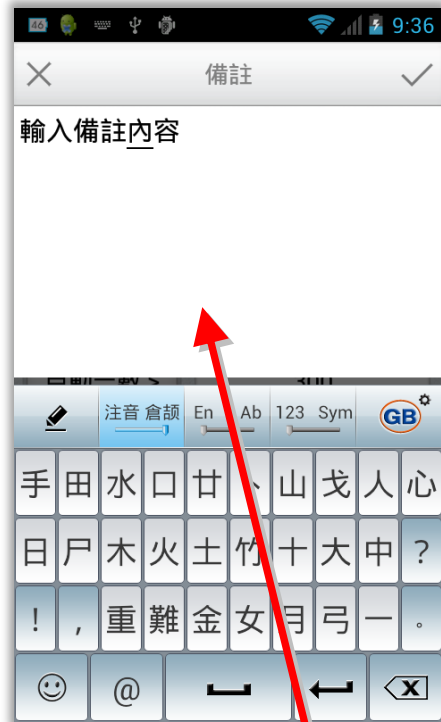 46 9:36
備註
輸入備註內容
300
注音 倉頡 En Ab 123 Sym GB
手 田 水 口 廿 卜 山 戈 人 心
日 尸 木 火 土 竹 十 大 中 ?
! , 重 難 金 女 月 弓 一 。
@